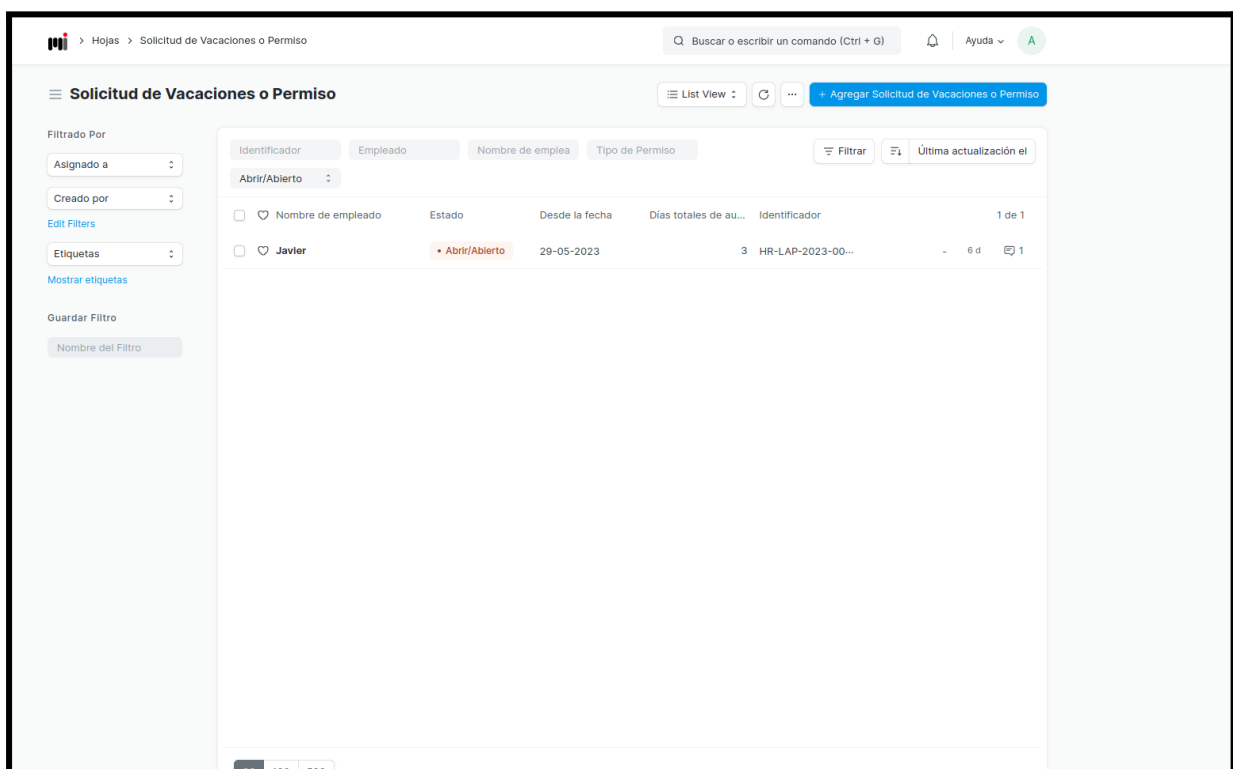 > Hojas > Solicitud de Vacaciones o Permiso
Buscar o escribir un comando (Ctrl + G)
Ayuda
A
Solicitud de Vacaciones o Permiso
List View
...
+ Agregar Solicitud de Vacaciones o Permiso
Filtrado Por
Asignado a
Creado por
Edit Filters
Etiquetas
Mostrar etiquetas
Guardar Filtro
Nombre del Filtro
Identificador Empleado Nombre de emplea Tipo de Permiso
Filtrar Última actualización el
Abrir/Abierto
Nombre de empleado Estado Desde la fecha Días totales de au... Identificador 1 de 1
Javier • Abrir/Abierto 29-05-2023 3 HR-LAP-2023-00... - 6 d 1